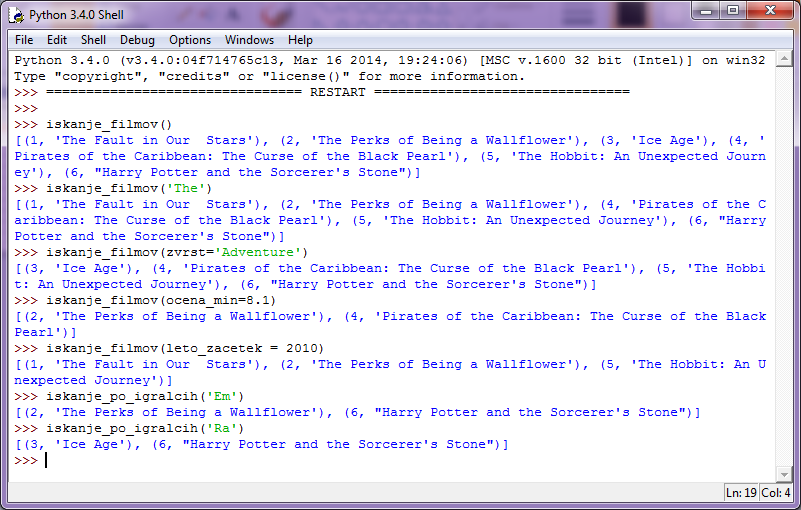 Python 3.4.0 Shell
File Edit Shell Debug Options Windows Help
Python 3.4.0 (v3.4.0:04f714765c13, Mar 16 2014, 19:24:06) [MSC v.1600 32 bit (Intel)] on win32
Type "copyright", "credits" or "license()" for more information.
>>> ================================ RESTART ================================
>>>
>>> iskanje_filmov()
[(1, 'The Fault in Our  Stars'), (2, 'The Perks of Being a Wallflower'), (3, 'Ice Age'), (4, '
Pirates of the Caribbean: The Curse of the Black Pearl'), (5, 'The Hobbit: An Unexpected Journ
ey'), (6, "Harry Potter and the Sorcerer's Stone")]
>>> iskanje_filmov('The')
[(1, 'The Fault in Our  Stars'), (2, 'The Perks of Being a Wallflower'), (4, 'Pirates of the C
aribbean: The Curse of the Black Pearl'), (5, 'The Hobbit: An Unexpected Journey'), (6, "Harry
Potter and the Sorcerer's Stone")]
>>> iskanje_filmov(zvrst='Adventure')
[(3, 'Ice Age'), (4, 'Pirates of the Caribbean: The Curse of the Black Pearl'), (5, 'The Hobbi
t: An Unexpected Journey'), (6, "Harry Potter and the Sorcerer's Stone")]
>>> iskanje_filmov(ocena_min=8.1)
[(2, 'The Perks of Being a Wallflower'), (4, 'Pirates of the Caribbean: The Curse of the Black
Pearl')]
>>> iskanje_filmov(leto_zacetek = 2010)
[(1, 'The Fault in Our  Stars'), (2, 'The Perks of Being a Wallflower'), (5, 'The Hobbit: An U
nexpected Journey')]
>>> iskanje_po_igralcih('Em')
[(2, 'The Perks of Being a Wallflower'), (6, "Harry Potter and the Sorcerer's Stone")]
>>> iskanje_po_igralcih('Ra')
[(3, 'Ice Age'), (6, "Harry Potter and the Sorcerer's Stone")]
>>>
Ln: 19 Col: 4